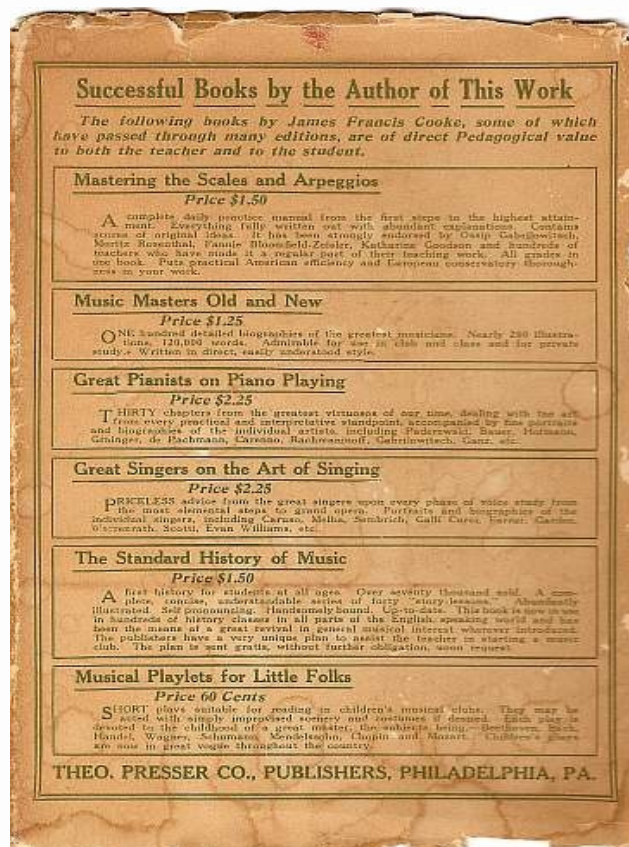 Successful Books by the Author of This Work
The following books by James Francis Cooke, some of which
have passed through many editions, are of direct Pedagogical value
to both the teacher and to the student.
Mastering the Scales and Arpeggios
Price $1.50
A complete daily practice manual from the first steps to the highest attain-
ment. Everything fully written out with abundant explanations. Contains
scores of original ideas. It has been strongly endorsed by Ossip Gabrilowitsch,
Moritz Rosenthal, Fannie Bloomfield-Zeisler, Katharine Goodson and hundreds of
teachers who have made it a regular part of their teaching work. All grades in
one book. Puts practical American efficiency and European conservatory thorough-
ness in your work.
Music Masters Old and New
Price $1.25
ONE hundred detailed biographies of the greatest musicians. Nearly 200 illustra-
tions, 120,000 words. Admirable for use in club and class and for private
study. Written in direct, easily understood style.
Great Pianists on Piano Playing
Price $2.25
THIRTY chapters from the greatest virtuosos of our time, dealing with the art
from every practical and interpretative standpoint, accompanied by fine portraits
and biographies of the individual artists, including Paderewski, Bauer, Hofmann,
Grainger, de Pachmann, Carreno, Rachmaninoff, Gabrilowitsch, Ganz, etc.
Great Singers on the Art of Singing
Price $2.25
PRICELESS advice from the great singers upon every phase of voice study from
the most elemental steps to grand opera. Portraits and biographies of the
individual singers, including Caruso, Melba, Sembrich, Galli Curci, Farrar, Garden,
Werrenrath, Scotti, Evan Williams, etc.
The Standard History of Music
Price $1.50
A first history for students at all ages. Over seventy thousand sold. A com-
plete, concise, understandable series of forty "story-lessons." Abundantly
illustrated. Self pronouncing. Handsomely bound. Up-to-date. This book is now in use
in hundreds of history classes in all parts of the English speaking world and has
been the means of a great revival in general musical interest wherever introduced.
The publishers have a very unique plan to assist the teacher in starting a music
club. The plan is sent gratis, without further obligation, upon request.
Musical Playlets for Little Folks
Price 60 Cents
SHORT plays suitable for reading in children's musical clubs. They may be
acted with simply improvised scenery and costumes if desired. Each play is
devoted to the childhood of a great master, the subjects being,—Beethoven, Bach,
Handel, Wagner, Schumann, Mendelssohn, Chopin and Mozart. Children's plays
are now in great vogue throughout the country.
THEO. PRESSER CO., PUBLISHERS, PHILADELPHIA, PA.